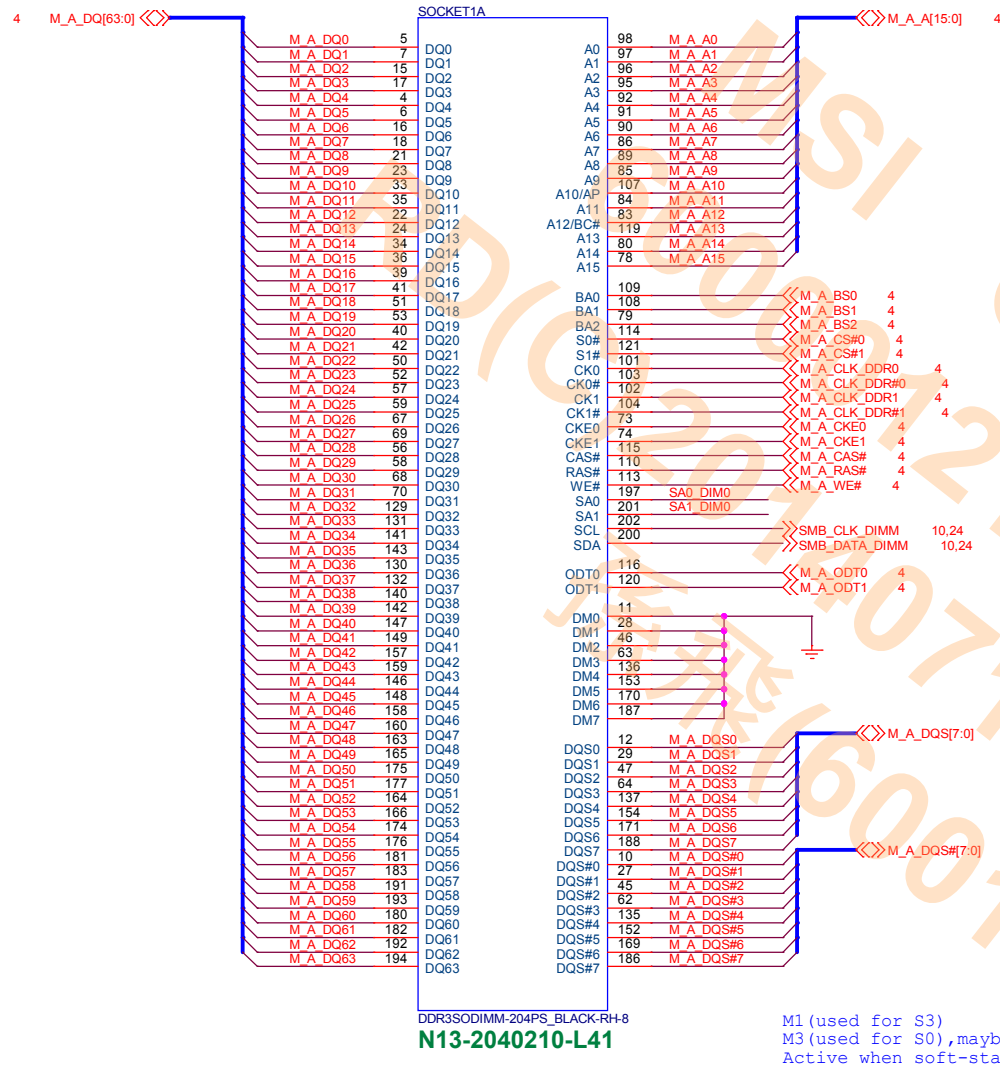 4 M_A_DQ[63:0]
SOCKET1A
M_A_A[15:0] 4
M_A_DQ0 5 DQ0 A0 98 M_A_A0
M_A_DQ1 7 DQ1 A1 97 M_A_A1
M_A_DQ2 15 DQ2 A2 96 M_A_A2
M_A_DQ3 17 DQ3 A3 95 M_A_A3
M_A_DQ4 4 DQ4 A4 92 M_A_A4
M_A_DQ5 6 DQ5 A5 91 M_A_A5
M_A_DQ6 16 DQ6 A6 90 M_A_A6
M_A_DQ7 18 DQ7 A7 86 M_A_A7
M_A_DQ8 21 DQ8 A8 89 M_A_A8
M_A_DQ9 23 DQ9 A9 85 M_A_A9
M_A_DQ10 33 DQ10 A10/AP 107 M_A_A10
M_A_DQ11 35 DQ11 A11 84 M_A_A11
M_A_DQ12 22 DQ12 A12/BC# 83 M_A_A12
M_A_DQ13 24 DQ13 A13 119 M_A_A13
M_A_DQ14 34 DQ14 A14 80 M_A_A14
M_A_DQ15 36 DQ15 A15 78 M_A_A15
M_A_DQ16 39 DQ16
M_A_DQ17 41 DQ17 BA0 109 M_A_BS0 4
M_A_DQ18 51 DQ18 BA1 108 M_A_BS1 4
M_A_DQ19 53 DQ19 BA2 79 M_A_BS2 4
M_A_DQ20 40 DQ20 S0# 114 M_A_CS#0 4
M_A_DQ21 42 DQ21 S1# 121 M_A_CS#1 4
M_A_DQ22 50 DQ22 CK0 101 M_A_CLK_DDR0 4
M_A_DQ23 52 DQ23 CK0# 103 M_A_CLK_DDR#0 4
M_A_DQ24 57 DQ24 CK1 102 M_A_CLK_DDR1 4
M_A_DQ25 59 DQ25 CK1# 104 M_A_CLK_DDR#1 4
M_A_DQ26 67 DQ26 CKE0 73 M_A_CKE0 4
M_A_DQ27 69 DQ27 CKE1 74 M_A_CKE1 4
M_A_DQ28 56 DQ28 CAS# 115 M_A_CAS# 4
M_A_DQ29 58 DQ29 RAS# 110 M_A_RAS# 4
M_A_DQ30 68 DQ30 WE# 113 M_A_WE# 4
M_A_DQ31 70 DQ31 SA0 197 SA0_DIM0
M_A_DQ32 129 DQ32 SA1 201 SA1_DIM0
M_A_DQ33 131 DQ33 SCL 202 SMB_CLK_DIMM 10,24
M_A_DQ34 141 DQ34 SDA 200 SMB_DATA_DIMM 10,24
M_A_DQ35 143 DQ35
M_A_DQ36 130 DQ36 ODT0 116 M_A_ODT0 4
M_A_DQ37 132 DQ37 ODT1 120 M_A_ODT1 4
M_A_DQ38 140 DQ38
M_A_DQ39 142 DQ39 DM0 11
M_A_DQ40 147 DQ40 DM1 28
M_A_DQ41 149 DQ41 DM2 46
M_A_DQ42 157 DQ42 DM3 63
M_A_DQ43 159 DQ43 DM4 136
M_A_DQ44 146 DQ44 DM5 153
M_A_DQ45 148 DQ45 DM6 170
M_A_DQ46 158 DQ46 DM7 187
M_A_DQ47 160 DQ47
M_A_DQS[7:0]
M_A_DQ48 163 DQ48 DQS0 12 M_A_DQS0
M_A_DQ49 165 DQ49 DQS1 29 M_A_DQS1
M_A_DQ50 175 DQ50 DQS2 47 M_A_DQS2
M_A_DQ51 177 DQ51 DQS3 64 M_A_DQS3
M_A_DQ52 164 DQ52 DQS4 137 M_A_DQS4
M_A_DQ53 166 DQ53 DQS5 154 M_A_DQS5
M_A_DQ54 174 DQ54 DQS6 171 M_A_DQS6
M_A_DQ55 176 DQ55 DQS7 188 M_A_DQS7
M_A_DQS#[7:0]
M_A_DQ56 181 DQ56 DQS#0 10 M_A_DQS#0
M_A_DQ57 183 DQ57 DQS#1 27 M_A_DQS#1
M_A_DQ58 191 DQ58 DQS#2 45 M_A_DQS#2
M_A_DQ59 193 DQ59 DQS#3 62 M_A_DQS#3
M_A_DQ60 180 DQ60 DQS#4 135 M_A_DQS#4
M_A_DQ61 182 DQ61 DQS#5 152 M_A_DQS#5
M_A_DQ62 192 DQ62 DQS#6 169 M_A_DQS#6
M_A_DQ63 194 DQ63 DQS#7 186 M_A_DQS#7
DDR3SODIMM-204PS_BLACK-RH-8
N13-2040210-L41
M1(used for S3)
M3(used for S0),mayb
Active when soft-sta
MSI
RD(C)201407